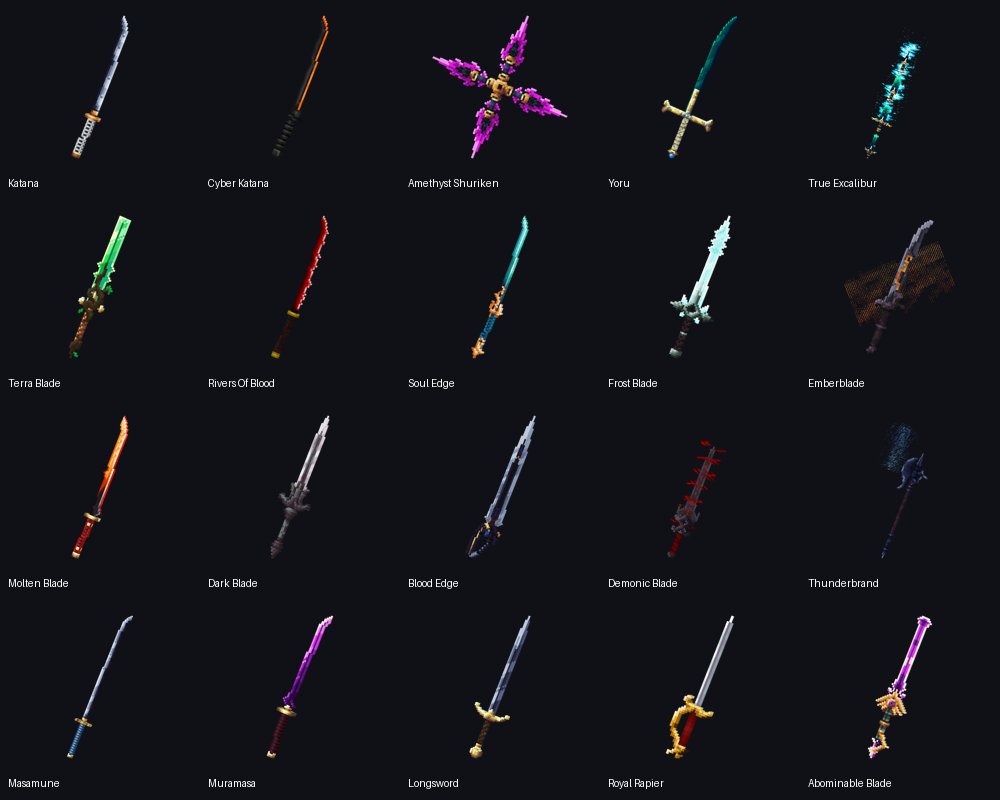 Katana
Cyber Katana
Amethyst Shuriken
Yoru
True Excalibur
Terra Blade
Rivers Of Blood
Soul Edge
Frost Blade
Emberblade
Molten Blade
Dark Blade
Blood Edge
Demonic Blade
Thunderbrand
Masamune
Muramasa
Longsword
Royal Rapier
Abominable Blade